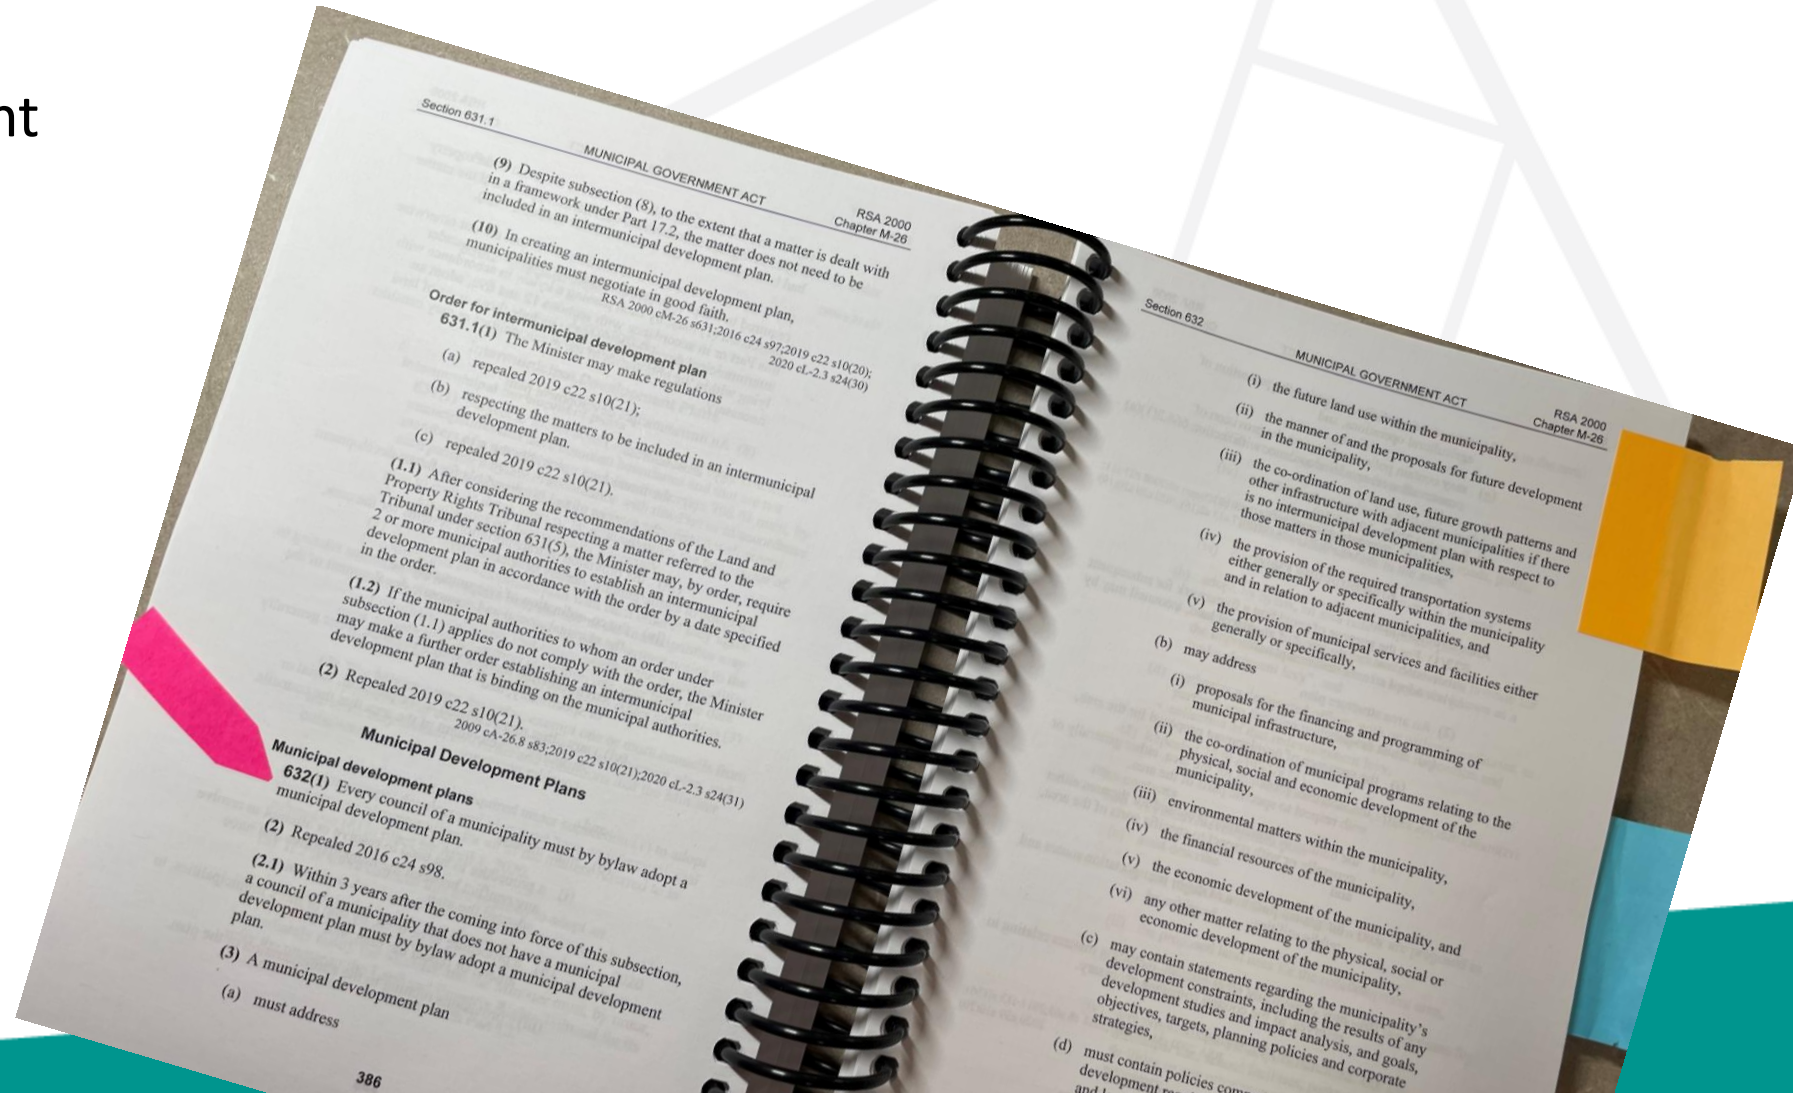 nt
Section 631.1
MUNICIPAL GOVERNMENT ACT
RSA 2000
Chapter M-26
(9) Despite subsection (8), to the extent that a matter is dealt with
in a framework under Part 17.2, the matter does not need to be
included in an intermunicipal development plan.
(10) In creating an intermunicipal development plan,
municipalities must negotiate in good faith.
RSA 2000 cM-26 s631;2016 c24 s97;2019 c22 s10(20);
2020 cL-2.3 s24(30)
Order for intermunicipal development plan
631.1(1) The Minister may make regulations
(a) repealed 2019 c22 s10(21);
(b) respecting the matters to be included in an intermunicipal
development plan.
(c) repealed 2019 c22 s10(21).
(1.1) After considering the recommendations of the Land and
Property Rights Tribunal respecting a matter referred to the
Tribunal under section 631(5), the Minister may, by order, require
2 or more municipal authorities to establish an intermunicipal
development plan in accordance with the order by a date specified
in the order.
(1.2) If the municipal authorities to whom an order under
subsection (1.1) applies do not comply with the order, the Minister
may make a further order establishing an intermunicipal
development plan that is binding on the municipal authorities.
(2) Repealed 2019 c22 s10(21).
2009 cA-26.8 s83;2019 c22 s10(21);2020 cL-2.3 s24(31)
Municipal Development Plans
Municipal development plans
632(1) Every council of a municipality must by bylaw adopt a
municipal development plan.
(2) Repealed 2016 c24 s98.
(2.1) Within 3 years after the coming into force of this subsection,
a council of a municipality that does not have a municipal
development plan must by bylaw adopt a municipal development
plan.
(3) A municipal development plan
(a) must address
386
Section 632
MUNICIPAL GOVERNMENT ACT
RSA 2000
Chapter M-26
(i) the future land use within the municipality,
(ii) the manner of and the proposals for future development
in the municipality,
(iii) the co-ordination of land use, future growth patterns and
other infrastructure with adjacent municipalities if there
is no intermunicipal development plan with respect to
those matters in those municipalities,
(iv) the provision of the required transportation systems
either generally or specifically within the municipality
and in relation to adjacent municipalities, and
(v) the provision of municipal services and facilities either
generally or specifically,
(b) may address
(i) proposals for the financing and programming of
municipal infrastructure,
(ii) the co-ordination of municipal programs relating to the
physical, social and economic development of the
municipality,
(iii) environmental matters within the municipality,
(iv) the financial resources of the municipality,
(v) the economic development of the municipality, and
(vi) any other matter relating to the physical, social or
economic development of the municipality,
(c) may contain statements regarding the municipality's
development constraints, including the results of any
development studies and impact analysis, and goals,
objectives, targets, planning policies and corporate
strategies,
(d) must contain policies
development
and